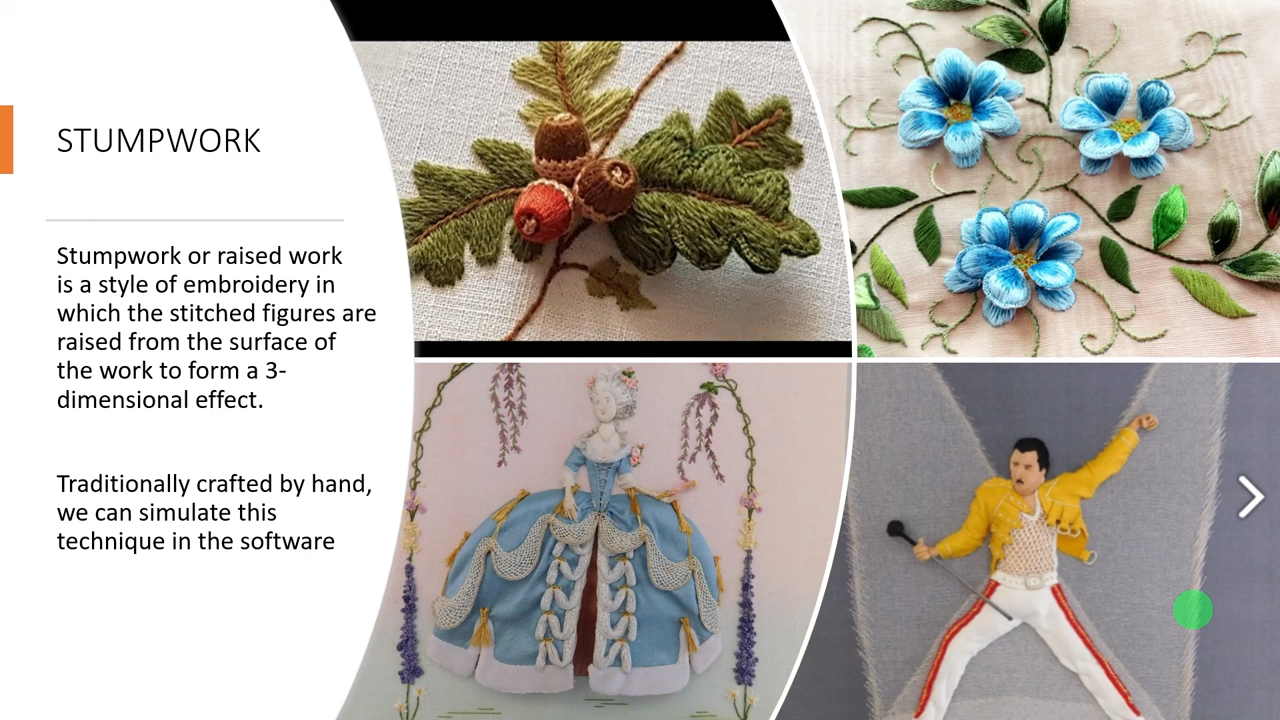 STUMPWORK
Stumpwork or raised work
is a style of embroidery in
which the stitched figures are
raised from the surface of
the work to form a 3-
dimensional effect.
Traditionally crafted by hand,
we can simulate this
technique in the software